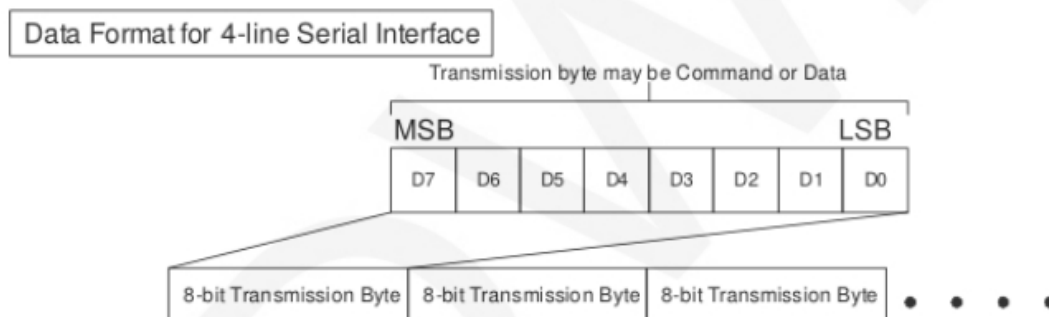 Data Format for 4-line Serial Interface
Transmission byte may be Command or Data
MSB LSB
D7 D6 D5 D4 D3 D2 D1 D0
8-bit Transmission Byte 8-bit Transmission Byte 8-bit Transmission Byte